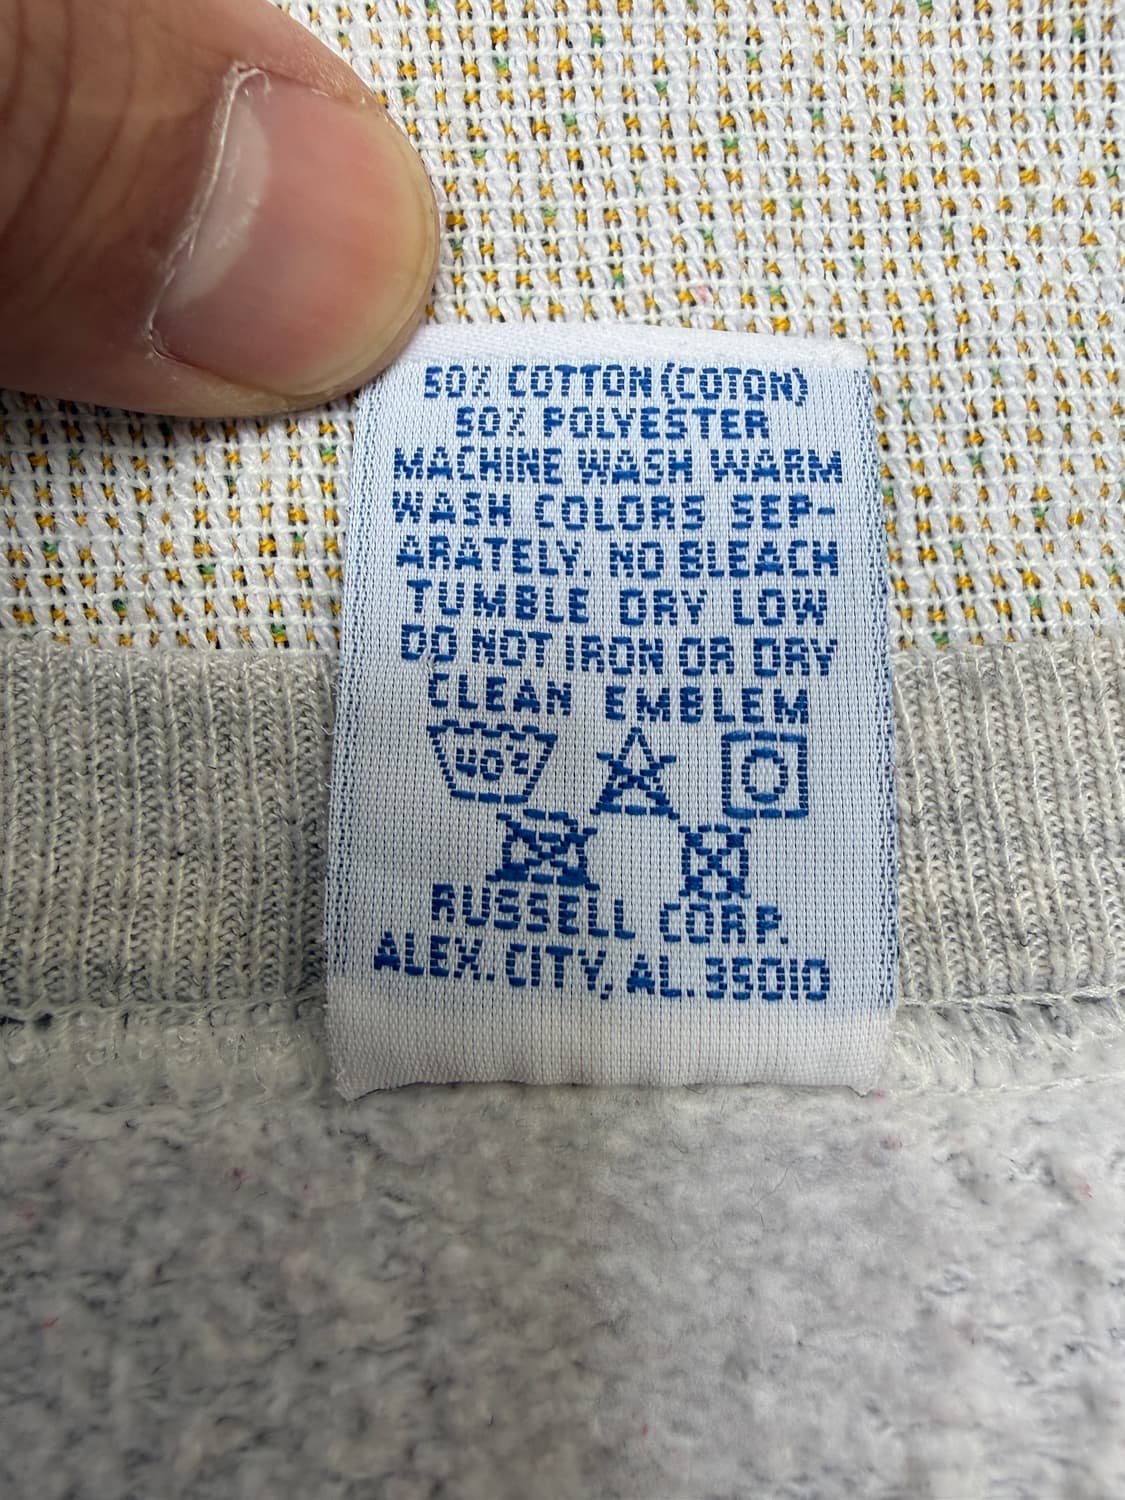 50% COTTON (COTON)
50% POLYESTER
MACHINE WASH WARM
WASH COLORS SEP-
ARATELY. NO BLEACH
TUMBLE DRY LOW
DO NOT IRON OR DRY
CLEAN EMBLEM
40°C
RUSSELL CORP.
ALEX. CITY, AL. 35010